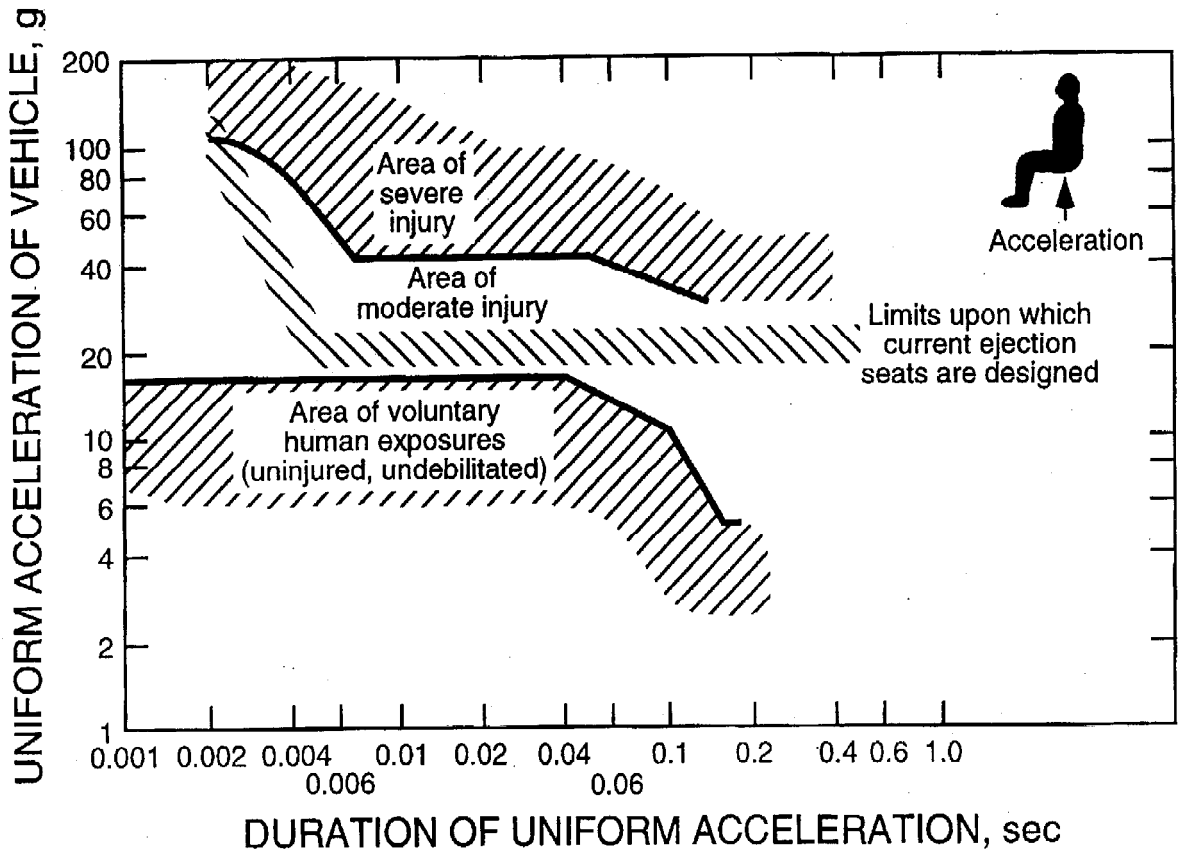 UNIFORM ACCELERATION OF VEHICLE, g
200
100
80
60
40
20
10
8
6
4
2
1
Area of
severe
injury
Area of
moderate injury
Acceleration
Limits upon which
current ejection
seats are designed
Area of voluntary
human exposures
(uninjured, undebilitated)
0.001 0.002 0.004 0.01 0.02 0.04 0.1 0.2 0.4 0.6 1.0
0.006 0.06
DURATION OF UNIFORM ACCELERATION, sec